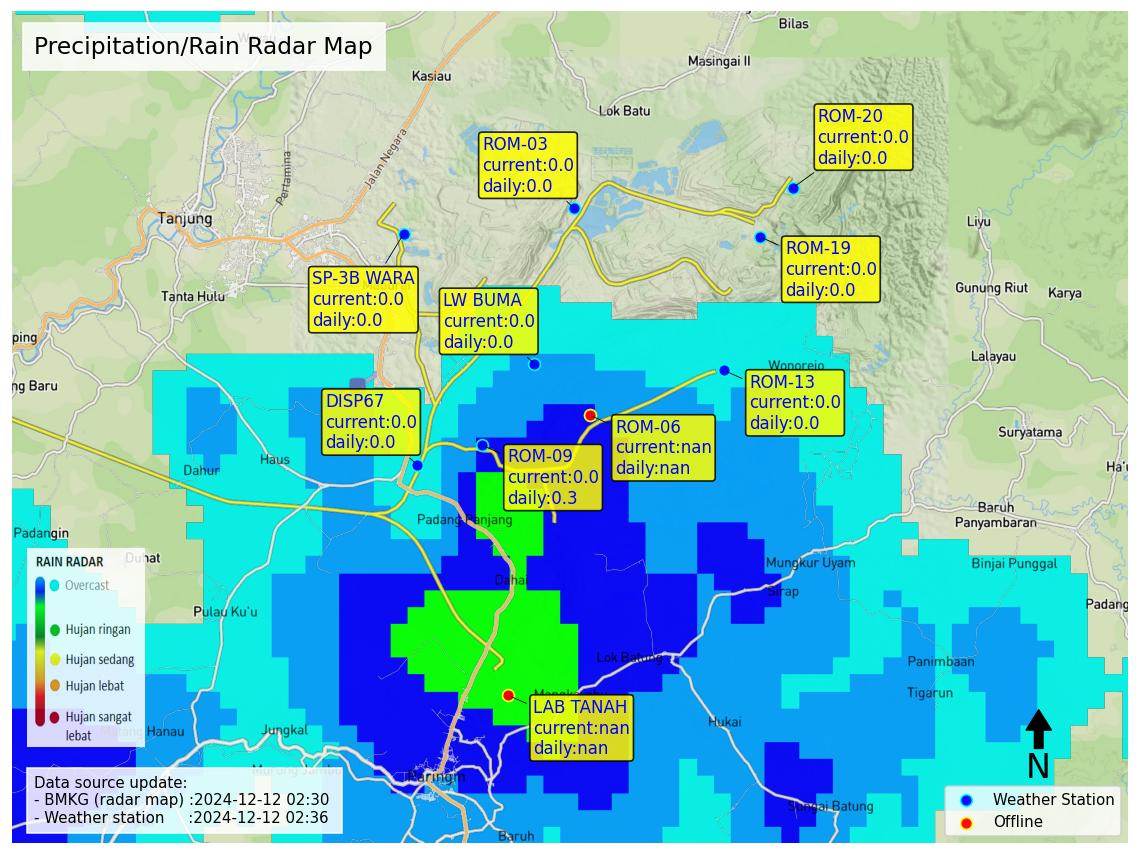 Precipitation/Rain Radar Map
Bilas
Masingai II
Kasiau
Lok Batu
Jalan Negara
Pertamina
ROM-20
current:0.0
daily:0.0
ROM-03
current:0.0
daily:0.0
Tanjung
Liyu
ROM-19
current:0.0
daily:0.0
SP-3B WARA
current:0.0
daily:0.0
Tanta Hulu
Gunung Riut
Karya
LW BUMA
current:0.0
daily:0.0
ping
Lalayau
Wonorejo
ng Baru
ROM-13
current:0.0
daily:0.0
DISP67
current:0.0
daily:0.0
ROM-06
current:nan
daily:nan
Suryatama
Haus
Dahur
ROM-09
current:0.0
daily:0.3
Ha'u
Baruh
Panyambaran
Padang Panjang
Padangin
Duhat
Mungkur Uyam
Binjai Punggal
Dahai
Sirap
Padang
Pulau Ku'u
RAIN RADAR
Overcast
Hujan ringan
Hujan sedang
Hujan lebat
Hujan sangat
lebat
Lok Batung
Panimbaan
Tigarun
LAB TANAH
current:nan
daily:nan
Hukai
Hanau
Jungkal
Paringin
Sungai Batung
Baruh
N
Data source update:
- BMKG (radar map) :2024-12-12 02:30
- Weather station :2024-12-12 02:36
Weather Station
Offline